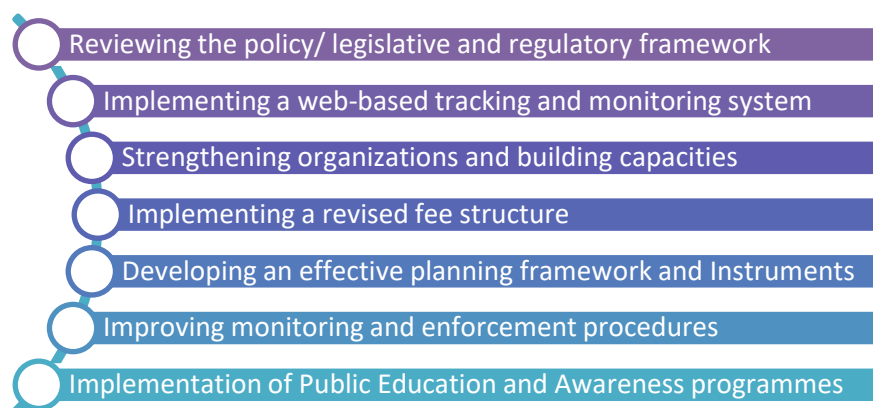 Reviewing the policy/ legislative and regulatory framework
Implementing a web-based tracking and monitoring system
Strengthening organizations and building capacities
Implementing a revised fee structure
Developing an effective planning framework and Instruments
Improving monitoring and enforcement procedures
Implementation of Public Education and Awareness programmes